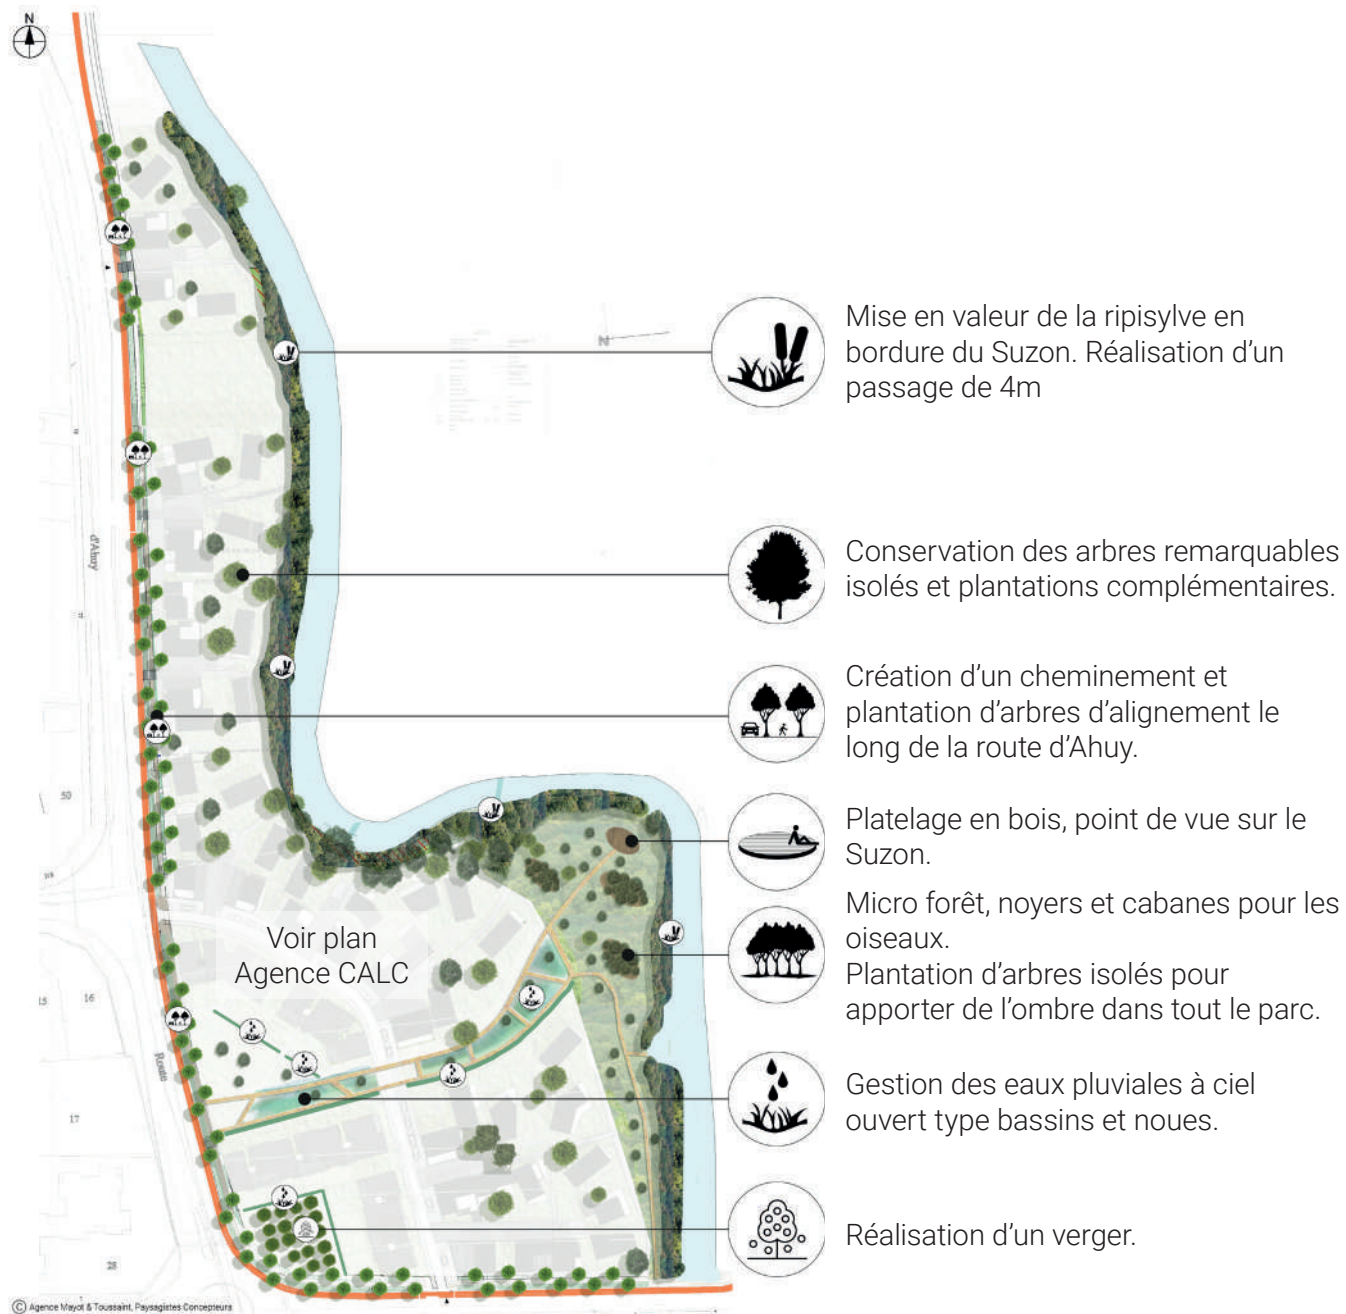 N
Mise en valeur de la ripisylve en
bordure du Suzon. Réalisation d'un
passage de 4m
N
Conservation des arbres remarquables
isolés et plantations complémentaires.
d'Ahuy
Création d'un cheminement et
plantation d'arbres d'alignement le
long de la route d'Ahuy.
50
Platelage en bois, point de vue sur le
Suzon.
Micro forêt, noyers et cabanes pour les
oiseaux.
Plantation d'arbres isolés pour
apporter de l'ombre dans tout le parc.
Voir plan
Agence CALC
15
16
Route
Gestion des eaux pluviales à ciel
ouvert type bassins et noues.
17
Réalisation d'un verger.
28
© Agence Mayot & Toussaint, Paysagistes Concepteurs